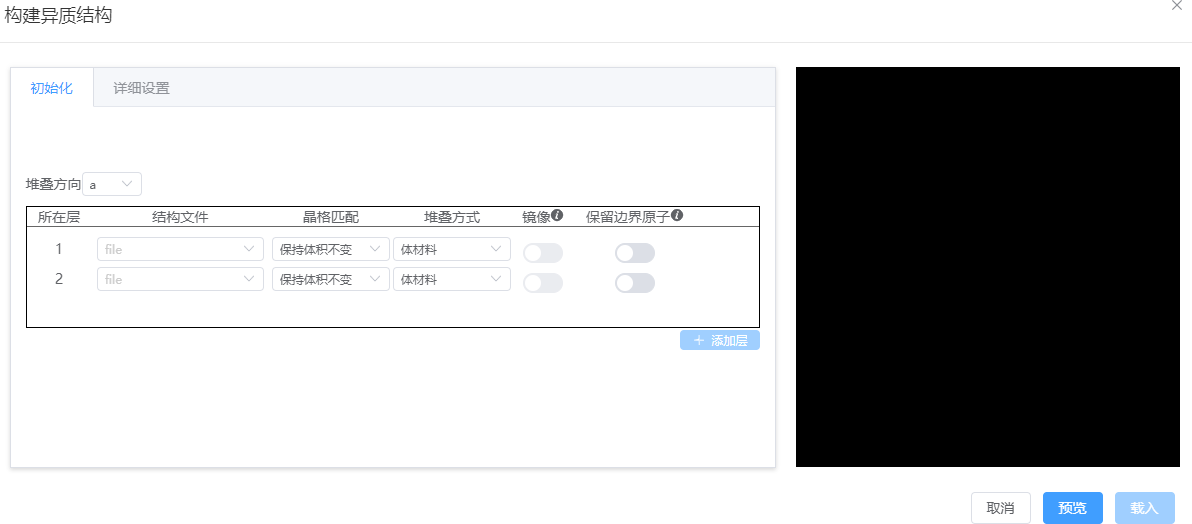 构建异质结构
初始化 详细设置
堆叠方向 a
所在层 结构文件 晶格匹配 堆叠方式 镜像 保留边界原子
1 file 保持体积不变 体材料
2 file 保持体积不变 体材料
+ 添加层
取消 预览 载入